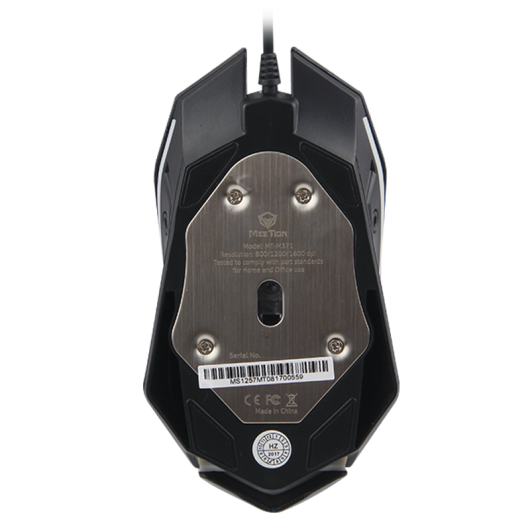 MeeTion
Model: MT-M371
Resolution: 800/1200/1600 dpi
Tested to comply with part standards
for Home and Office use
Serial No.
MS1257MT081700559
CE FC
Made in China
HZ
2017